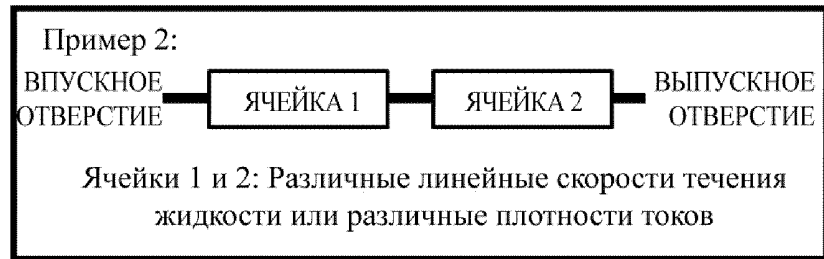 Пример 2:
ВПУСКНОЕ
ОТВЕРСТИЕ
ЯЧЕЙКА 1
ЯЧЕЙКА 2
ВЫПУСКНОЕ
ОТВЕРСТИЕ
Ячейки 1 и 2: Различные линейные скорости течения
жидкости или различные плотности токов